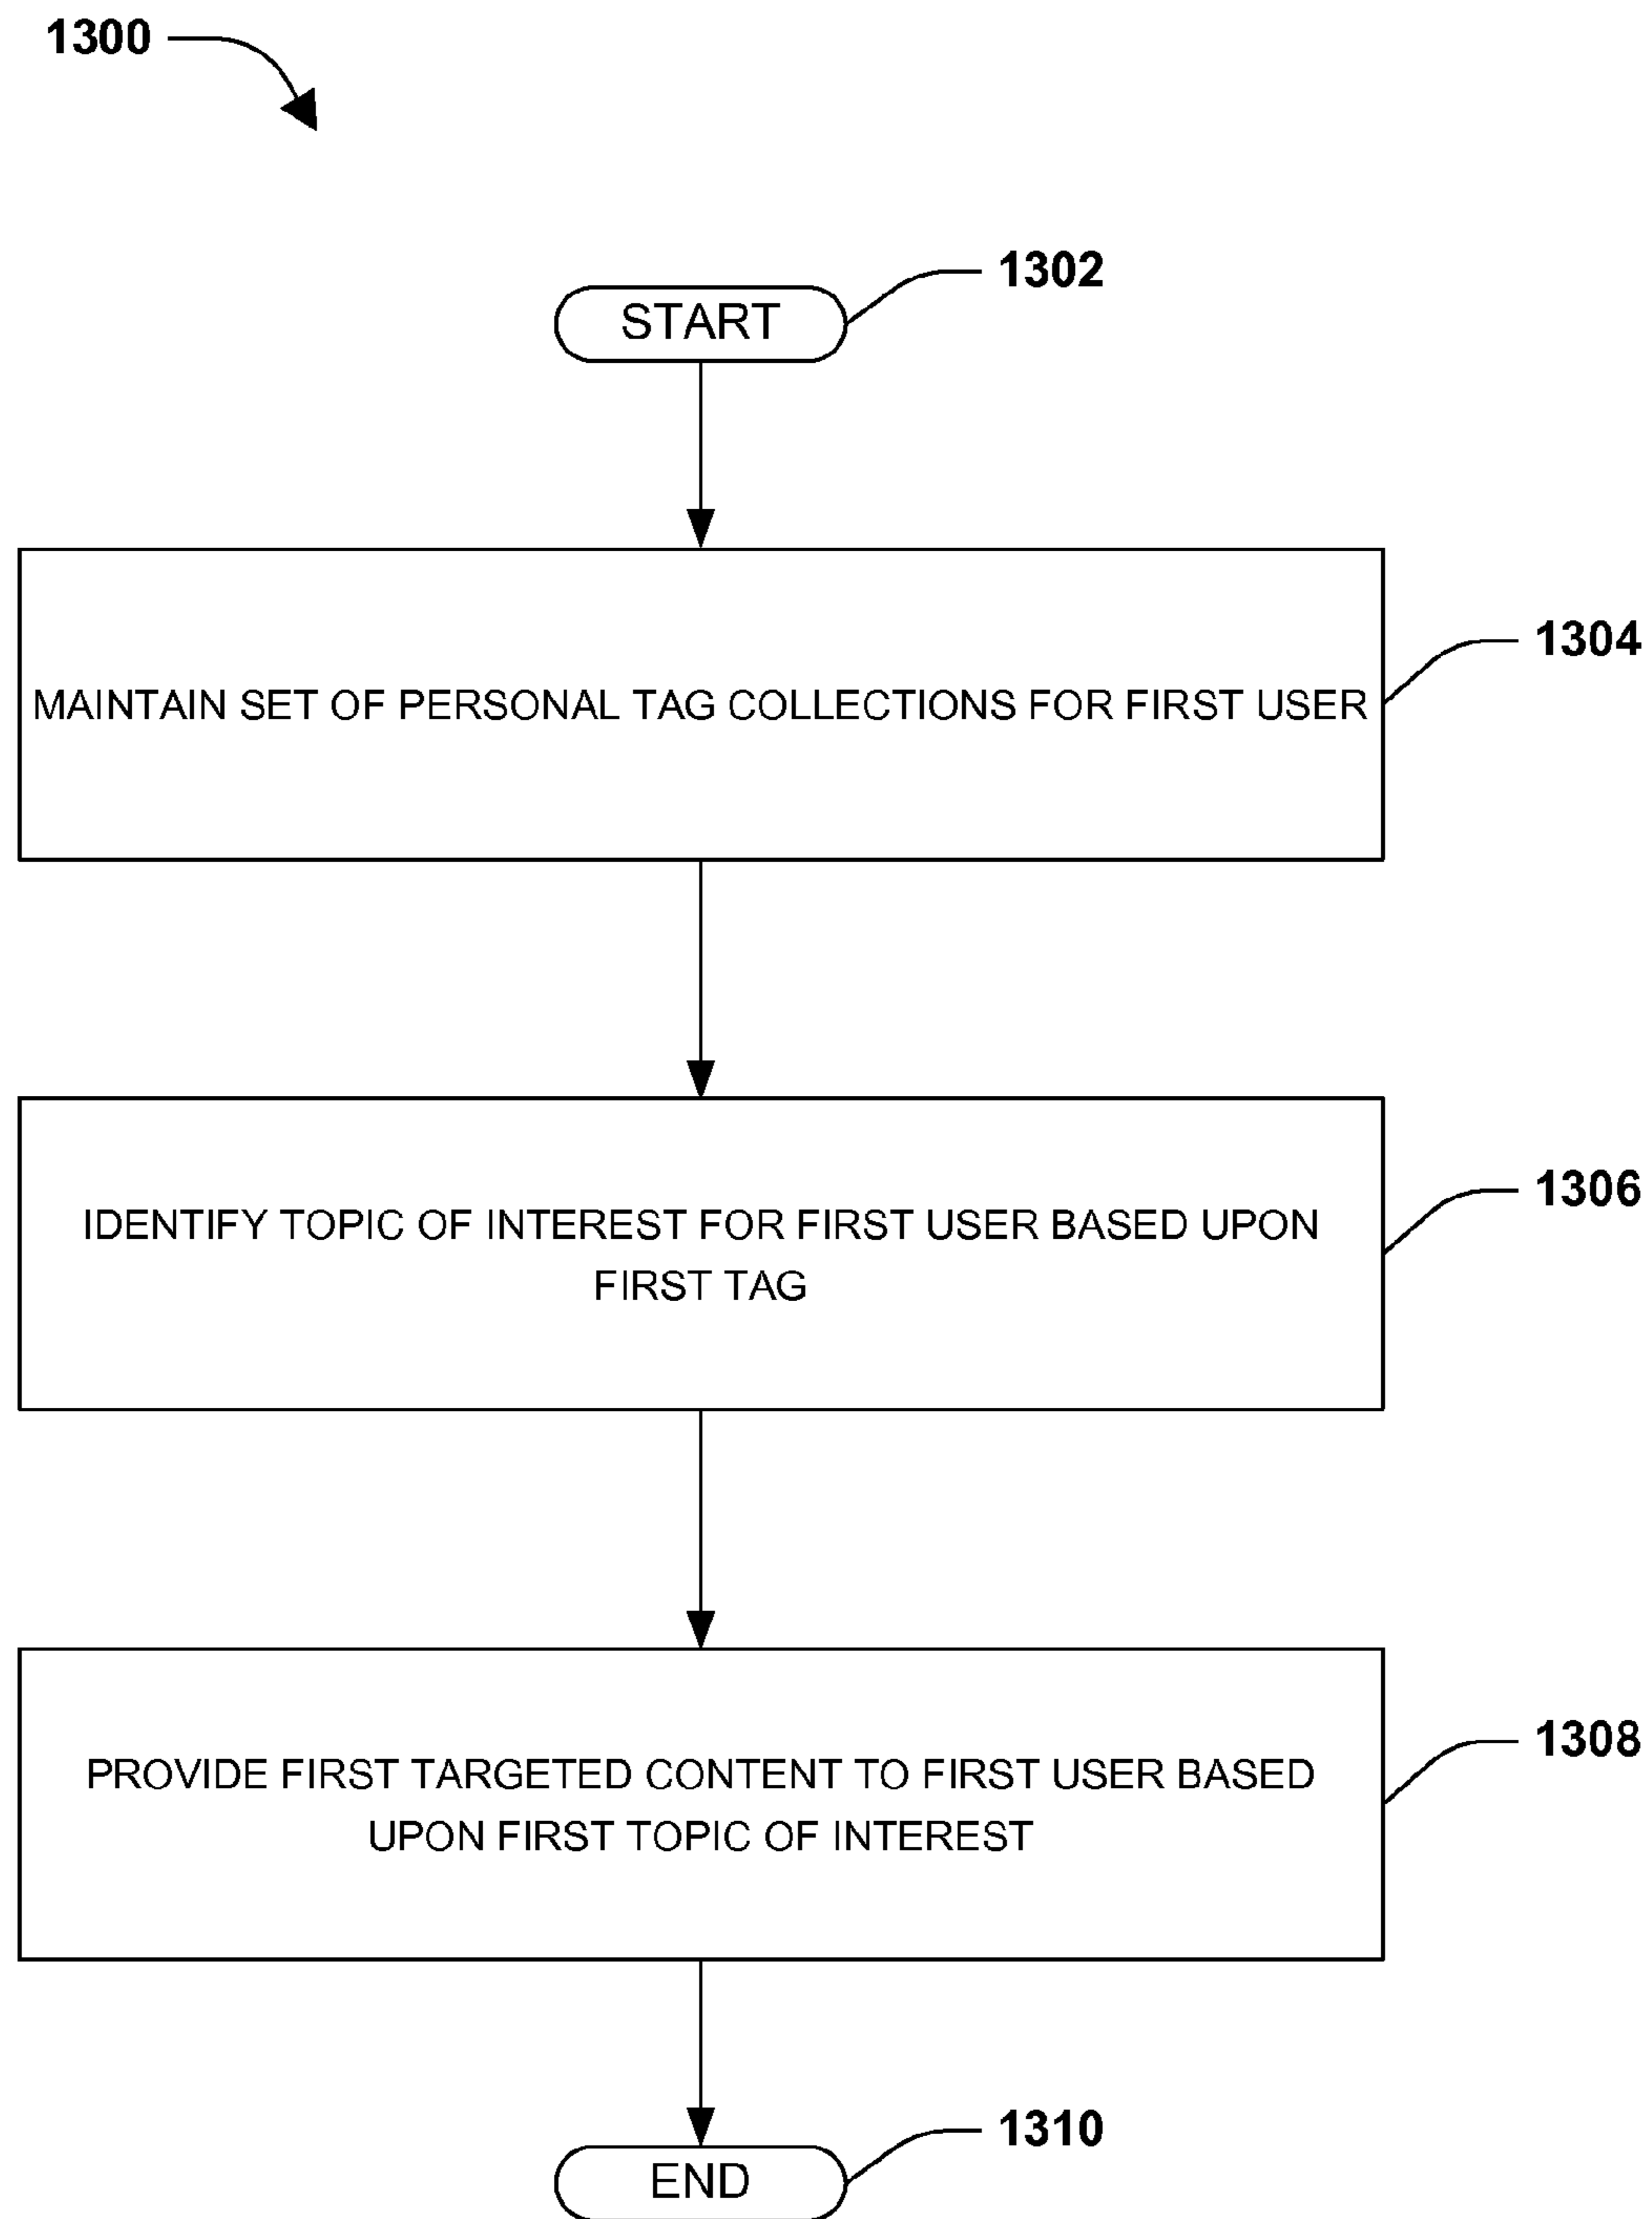 1300
START
1302
MAINTAIN SET OF PERSONAL TAG COLLECTIONS FOR FIRST USER
1304
IDENTIFY TOPIC OF INTEREST FOR FIRST USER BASED UPON
FIRST TAG
1306
PROVIDE FIRST TARGETED CONTENT TO FIRST USER BASED
UPON FIRST TOPIC OF INTEREST
1308
END
1310